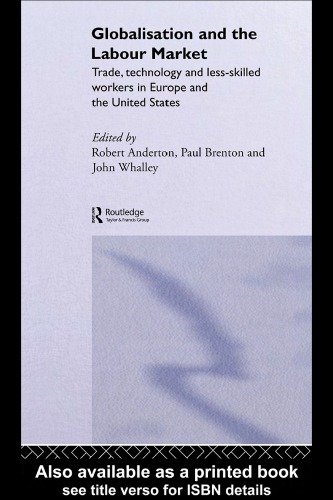 Globalisation and the
Labour Market
Trade, technology and less-skilled
workers in Europe and
the United States
Edited by
Robert Anderton, Paul Brenton and
John Whalley
Routledge
Taylor & Francis Group
Also available as a printed book
see title verso for ISBN details